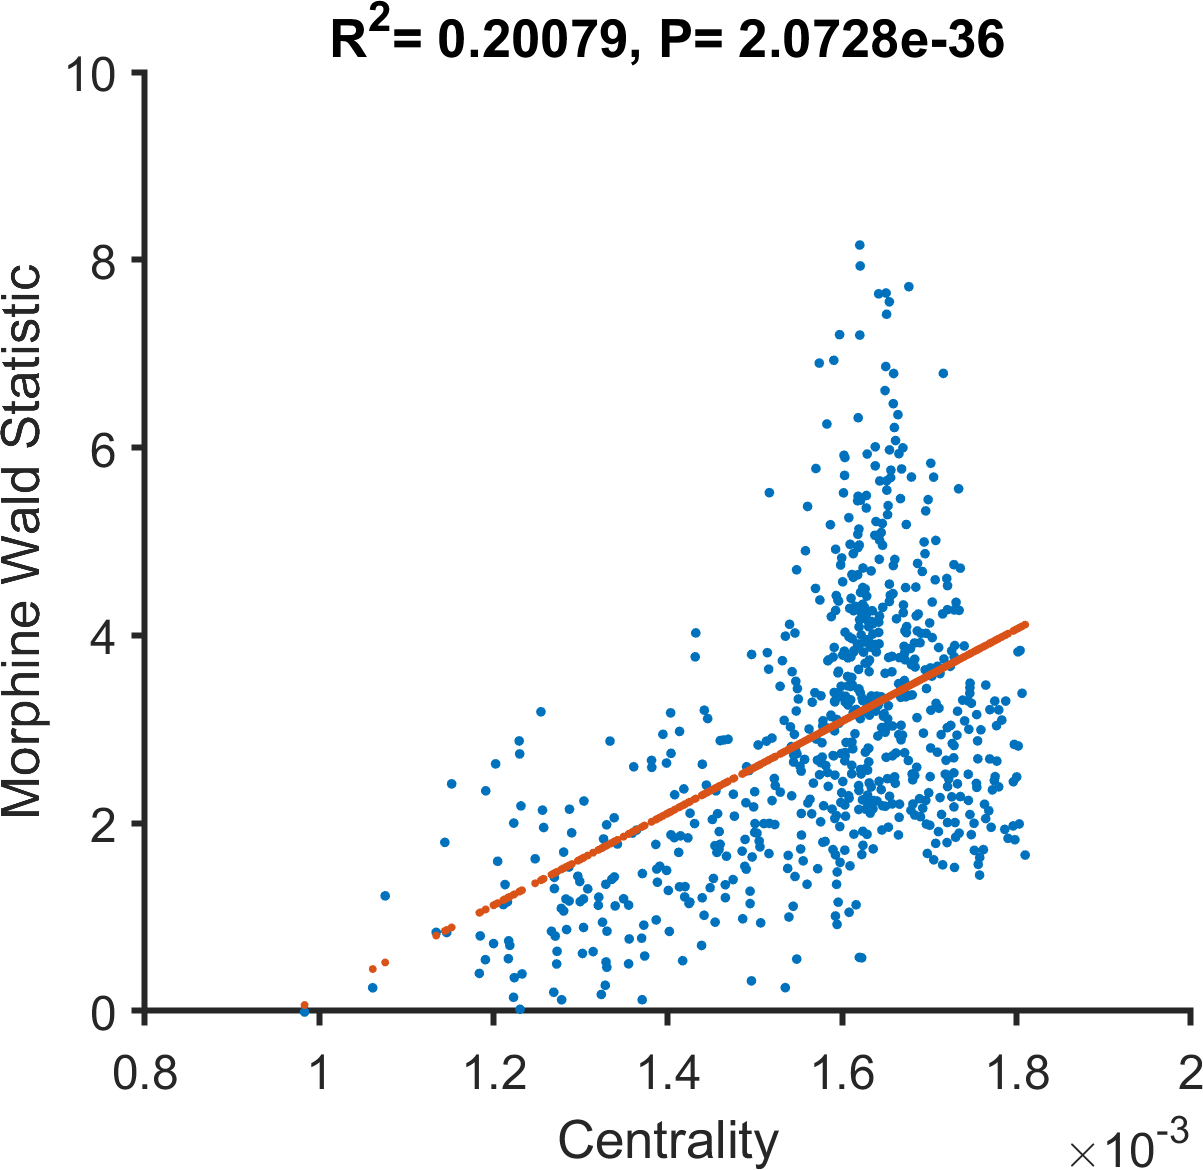 R²= 0.20079, P= 2.0728e-36
10
8
6
4
2
0
Morphine Wald Statistic
0.8 1 1.2 1.4 1.6 1.8 2
Centrality
×10⁻³